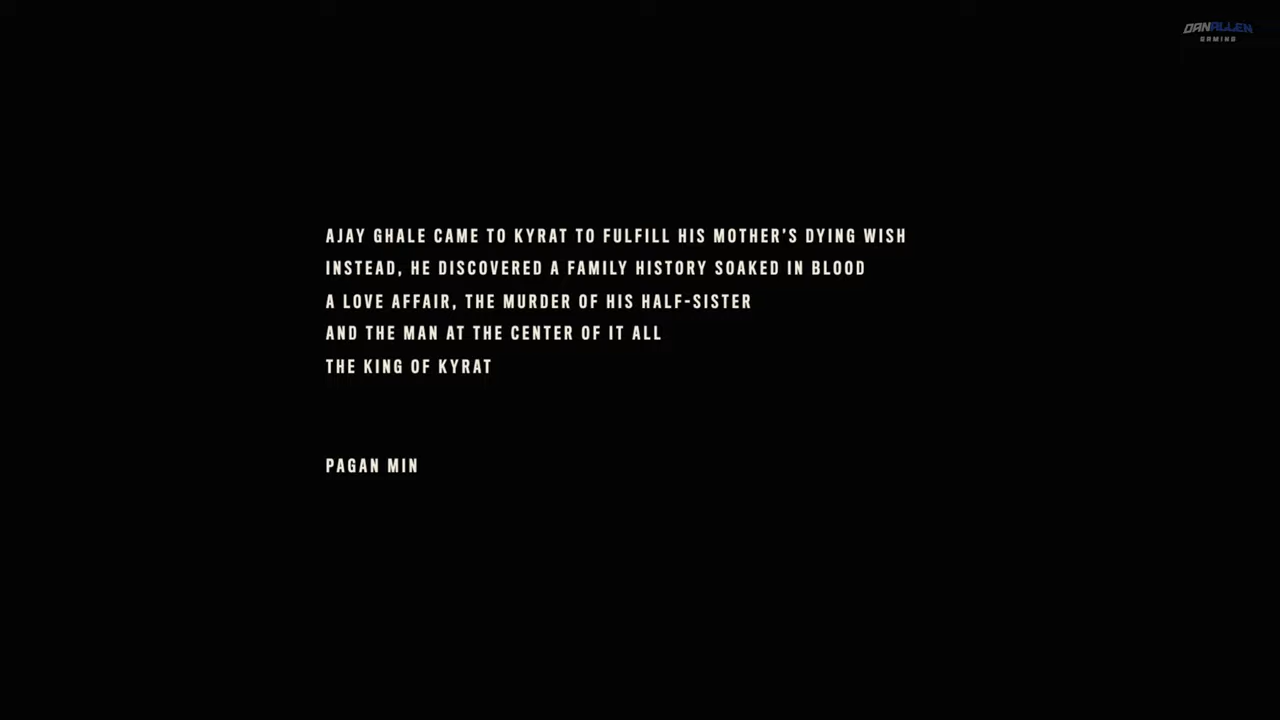 DANALLEN
GAMING
AJAY GHALE CAME TO KYRAT TO FULFILL HIS MOTHER'S DYING WISH
INSTEAD, HE DISCOVERED A FAMILY HISTORY SOAKED IN BLOOD
A LOVE AFFAIR, THE MURDER OF HIS HALF-SISTER
AND THE MAN AT THE CENTER OF IT ALL
THE KING OF KYRAT
PAGAN MIN